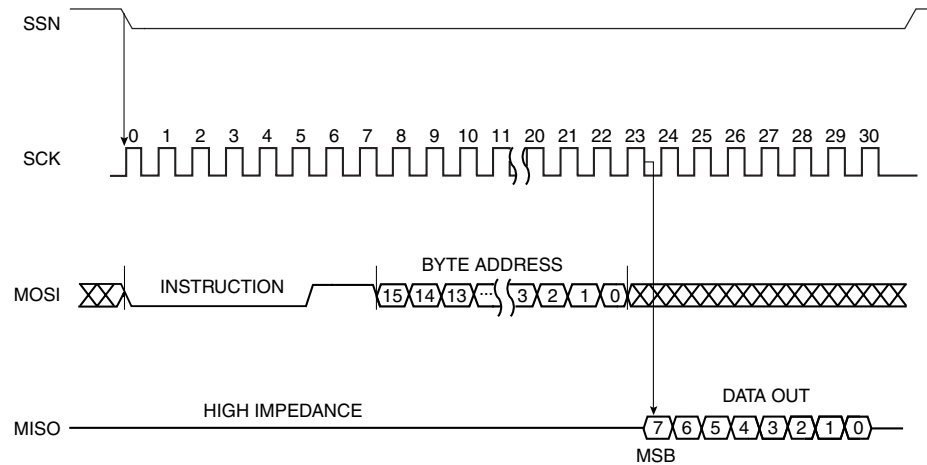 SSN
0 1 2 3 4 5 6 7 8 9 10 11 20 21 22 23 24 25 26 27 28 29 30
SCK
BYTE ADDRESS
INSTRUCTION
MOSI 15 14 13 ... 3 2 1 0
DATA OUT
HIGH IMPEDANCE
MISO 7 6 5 4 3 2 1 0
MSB